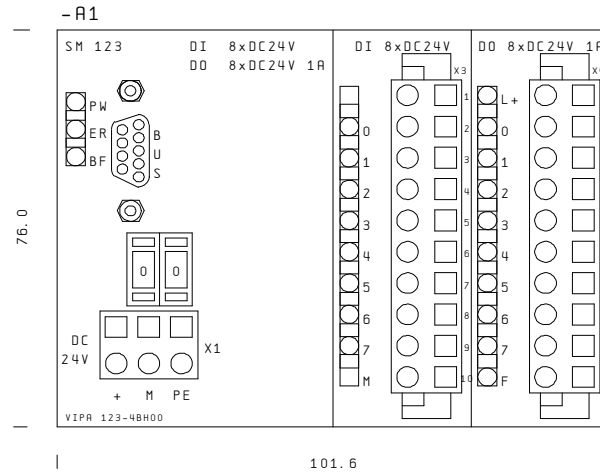 -A1
SM 123 DI 8xDC24V
DO 8xDC24V 1A
DI 8xDC24V
DO 8xDC24V 1A
X3
PW
ER
BF
BUS
L+
0
1
2
3
4
5
6
7
M
1
2
3
4
5
6
7
8
9
10
0
1
2
3
4
5
6
7
F
0 0
DC
24V
X1
+ M PE
VIPA 123-4BH00
76.0
101.6